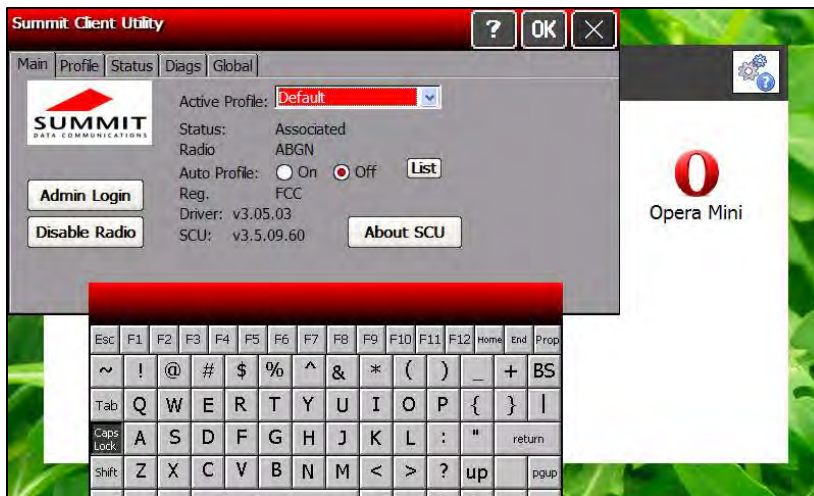 Summit Client Utility ? OK ×
Main Profile Status Diags Global
Active Profile: Default
SUMMIT
DATA COMMUNICATIONS
Status: Associated
Radio ABGN
Auto Profile: On Off List
Admin Login
Reg. FCC
Driver: v3.05.03
Disable Radio
SCU: v3.5.09.60
About SCU
?
Opera Mini
Esc F1 F2 F3 F4 F5 F6 F7 F8 F9 F10 F11 F12 Home End Prop
~ ! @ # $ % ^ & * ( ) _ + BS
Tab Q W E R T Y U I O P { } |
Caps Lock A S D F G H J K L : " return
Shift Z X C V B N M < > ? up pgup